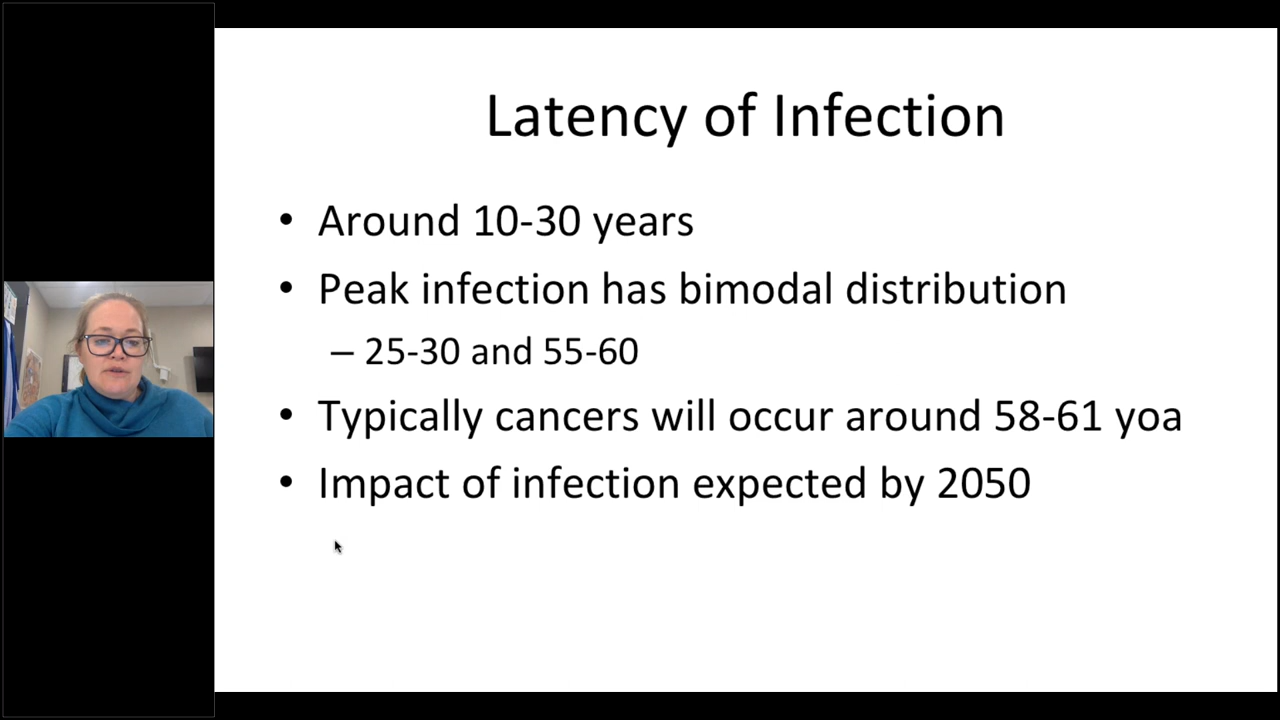 Latency of Infection
• Around 10-30 years
• Peak infection has bimodal distribution
– 25-30 and 55-60
• Typically cancers will occur around 58-61 yoa
• Impact of infection expected by 2050